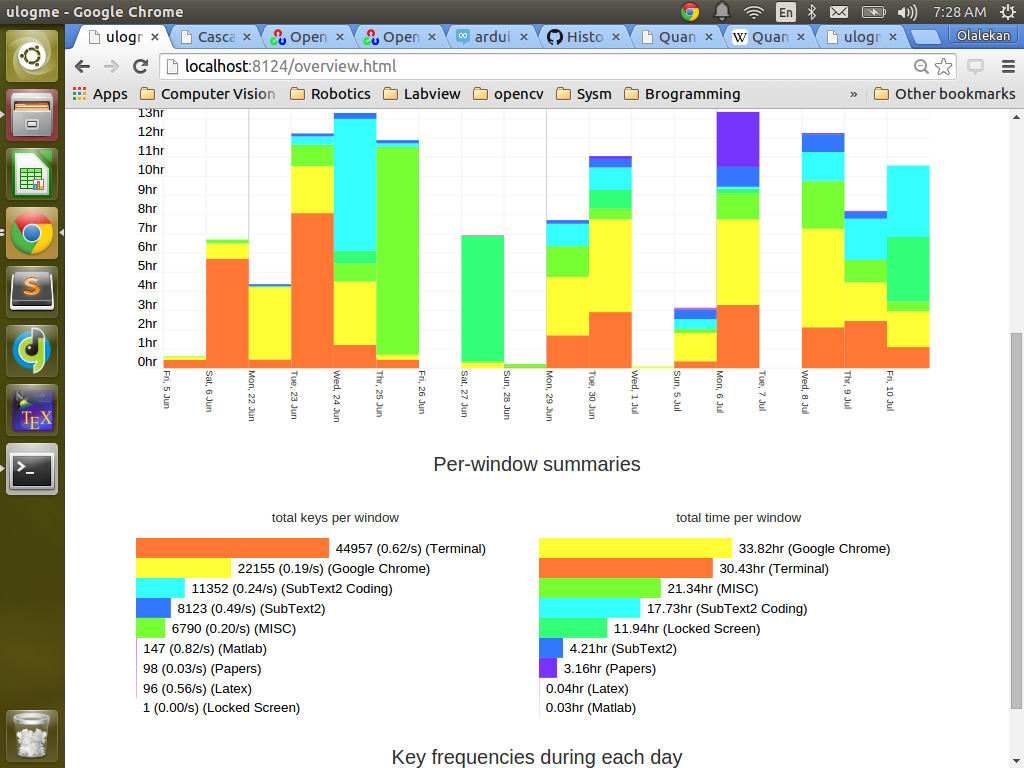 ulogme - Google Chrome
En
7:28 AM
ulogr
Casca
Open
Open
ardui
Histo
Quan
W Quan
ulogr
Olalekan
localhost:8124/overview.html
Apps Computer Vision Robotics Labview opencv Sysm Brogramming » Other bookmarks
13hr
12hr
11hr
10hr
9hr
8hr
7hr
6hr
5hr
4hr
3hr
2hr
1hr
0hr
Fri, 5 Jun
Sat, 6 Jun
Mon, 22 Jun
Tue, 23 Jun
Wed, 24 Jun
Thr, 25 Jun
Fri, 26 Jun
Sat, 27 Jun
Sun, 28 Jun
Mon, 29 Jun
Tue, 30 Jun
Wed, 1 Jul
Sun, 5 Jul
Mon, 6 Jul
Tue, 7 Jul
Wed, 8 Jul
Thr, 9 Jul
Fri, 10 Jul
Per-window summaries
total keys per window
44957 (0.62/s) (Terminal)
22155 (0.19/s) (Google Chrome)
11352 (0.24/s) (SubText2 Coding)
8123 (0.49/s) (SubText2)
6790 (0.20/s) (MISC)
147 (0.82/s) (Matlab)
98 (0.03/s) (Papers)
96 (0.56/s) (Latex)
1 (0.00/s) (Locked Screen)
total time per window
33.82hr (Google Chrome)
30.43hr (Terminal)
21.34hr (MISC)
17.73hr (SubText2 Coding)
11.94hr (Locked Screen)
4.21hr (SubText2)
3.16hr (Papers)
0.04hr (Latex)
0.03hr (Matlab)
Key frequencies during each day
TEX